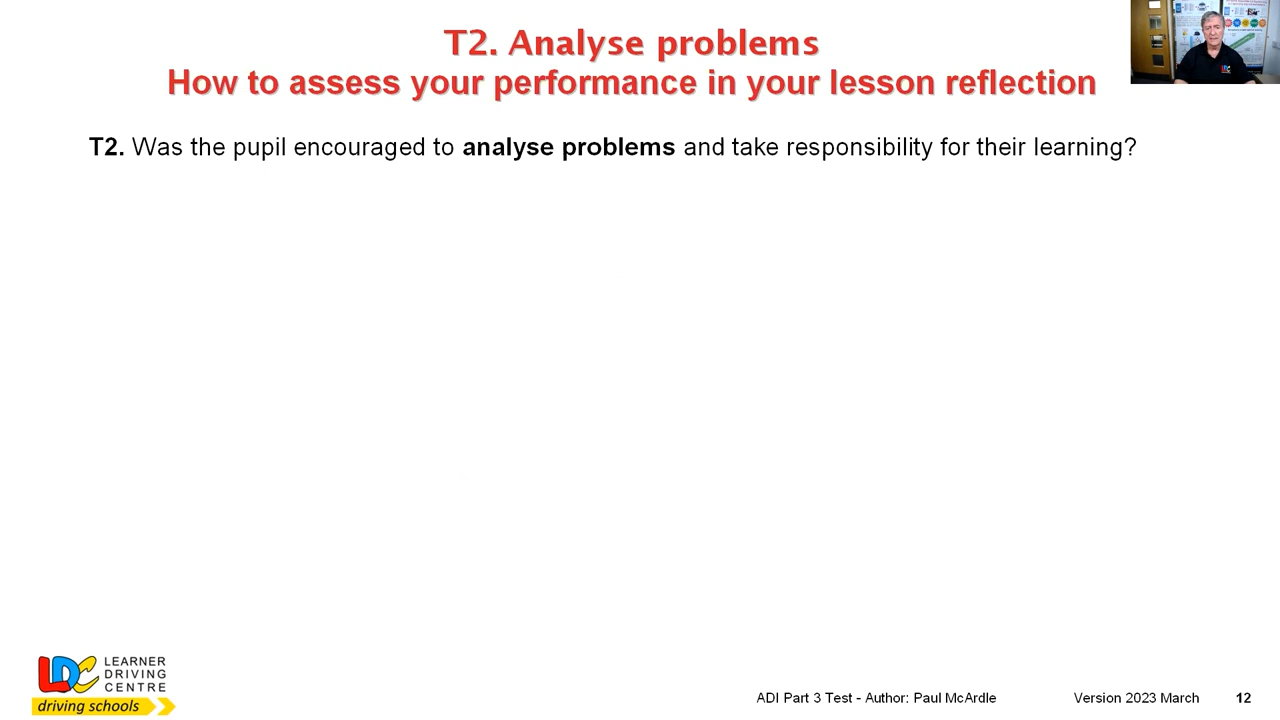 T2. Analyse problems
How to assess your performance in your lesson reflection
T2. Was the pupil encouraged to analyse problems and take responsibility for their learning?
LDC LEARNER
DRIVING
CENTRE
driving schools
ADI Part 3 Test - Author: Paul McArdle Version 2023 March 12